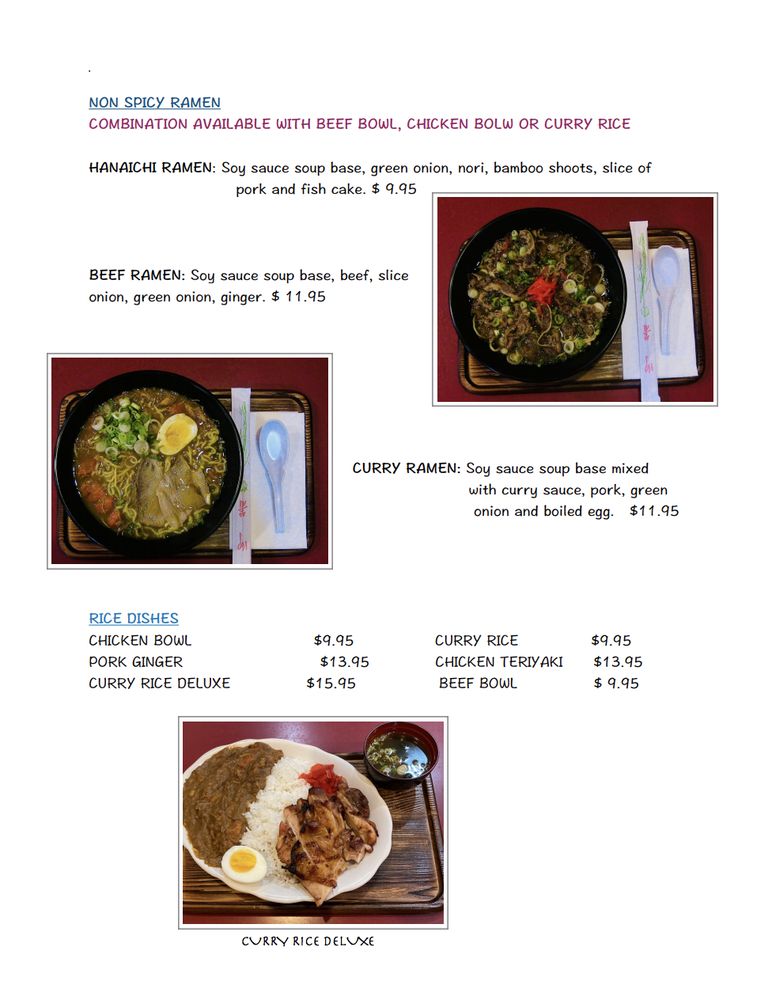 .
NON SPICY RAMEN
COMBINATION AVAILABLE WITH BEEF BOWL, CHICKEN BOLW OR CURRY RICE
HANAICHI RAMEN: Soy sauce soup base, green onion, nori, bamboo shoots, slice of
pork and fish cake. $ 9.95
BEEF RAMEN: Soy sauce soup base, beef, slice
onion, green onion, ginger. $ 11.95
CURRY RAMEN: Soy sauce soup base mixed
with curry sauce, pork, green
onion and boiled egg. $11.95
RICE DISHES
CHICKEN BOWL $9.95 CURRY RICE $9.95
PORK GINGER $13.95 CHICKEN TERIYAKI $13.95
CURRY RICE DELUXE $15.95 BEEF BOWL $ 9.95
CURRY RICE DELUXE